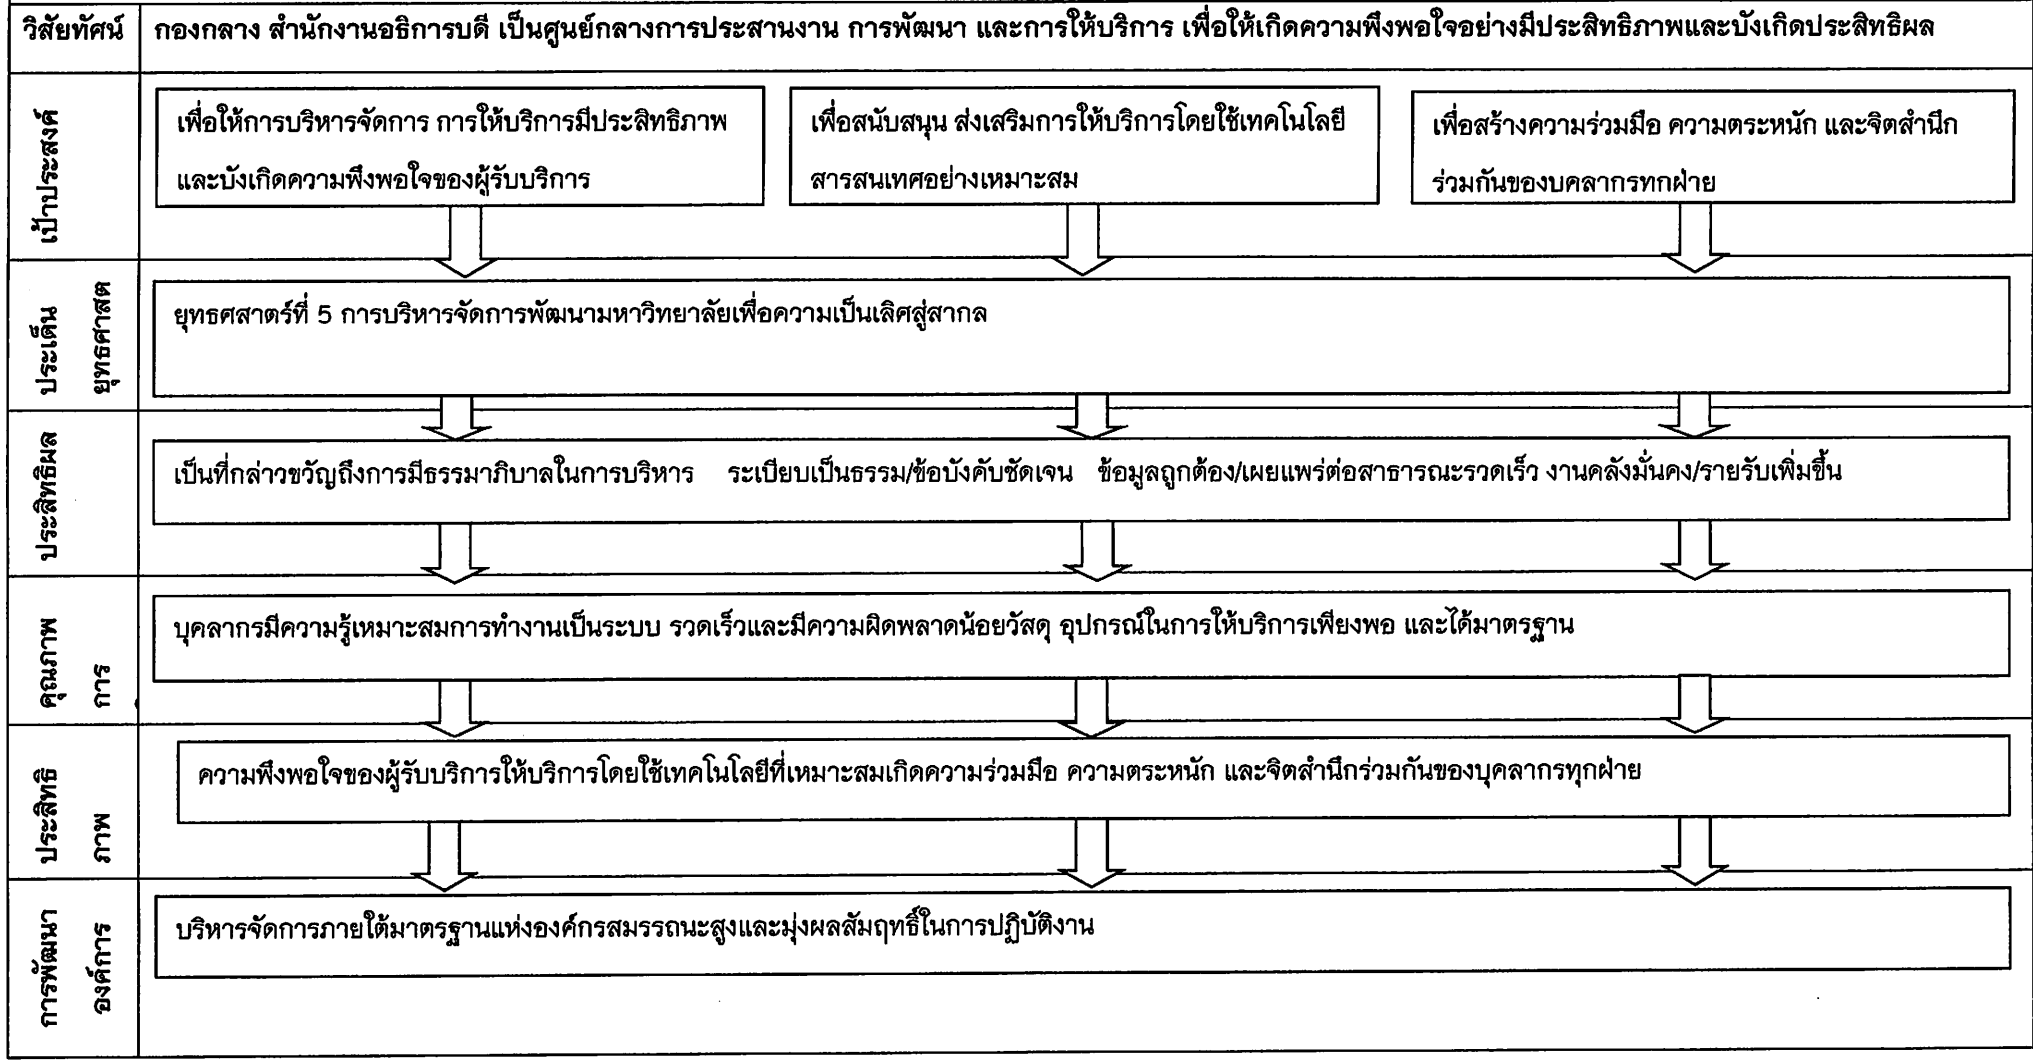 วิสัยทัศน์ กองกลาง สำนักงานอธิการบดี เป็นศูนย์กลางการประสานงาน การพัฒนา และการให้บริการ เพื่อให้เกิดความพึงพอใจอย่างมีประสิทธิภาพและบังเกิดประสิทธิผล
เป้าประสงค์
เพื่อให้การบริหารจัดการ การให้บริการมีประสิทธิภาพ
และบังเกิดความพึงพอใจของผู้รับบริการ
เพื่อสนับสนุน ส่งเสริมการให้บริการโดยใช้เทคโนโลยี
สารสนเทศอย่างเหมาะสม
เพื่อสร้างความร่วมมือ ความตระหนัก และจิตสำนึก
ร่วมกันของบุคลากรทุกฝ่าย
ประเด็น
ยุทธศาสต
ยุทธศสาตร์ที่ 5 การบริหารจัดการพัฒนามหาวิทยาลัยเพื่อความเป็นเลิศสู่สากล
ประสิทธิผล
เป็นที่กล่าวขวัญถึงการมีธรรมาภิบาลในการบริหาร ระเบียบเป็นธรรม/ข้อบังคับชัดเจน ข้อมูลถูกต้อง/เผยแพร่ต่อสาธารณะรวดเร็ว งานคลังมั่นคง/รายรับเพิ่มขึ้น
คุณภาพ
การ
บุคลากรมีความรู้เหมาะสมการทำงานเป็นระบบ รวดเร็วและมีความผิดพลาดน้อยวัสดุ อุปกรณ์ในการให้บริการเพียงพอ และได้มาตรฐาน
ประสิทธิ
ภาพ
ความพึงพอใจของผู้รับบริการให้บริการโดยใช้เทคโนโลยีที่เหมาะสมเกิดความร่วมมือ ความตระหนัก และจิตสำนึกร่วมกันของบุคลากรทุกฝ่าย
การพัฒนา
องค์การ
บริหารจัดการภายใต้มาตรฐานแห่งองค์กรสมรรถนะสูงและมุ่งผลสัมฤทธิ์ในการปฏิบัติงาน